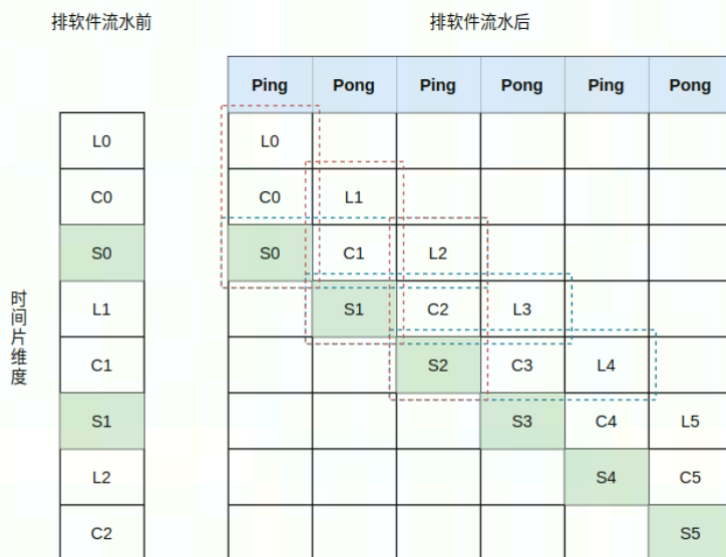 排软件流水前 排软件流水后
Ping Pong Ping Pong Ping Pong
L0 L0
C0 C0 L1
S0 S0 C1 L2
L1 S1 C2 L3
C1 S2 C3 L4
S1 S3 C4 L5
L2 S4 C5
C2 S5
时间片维度